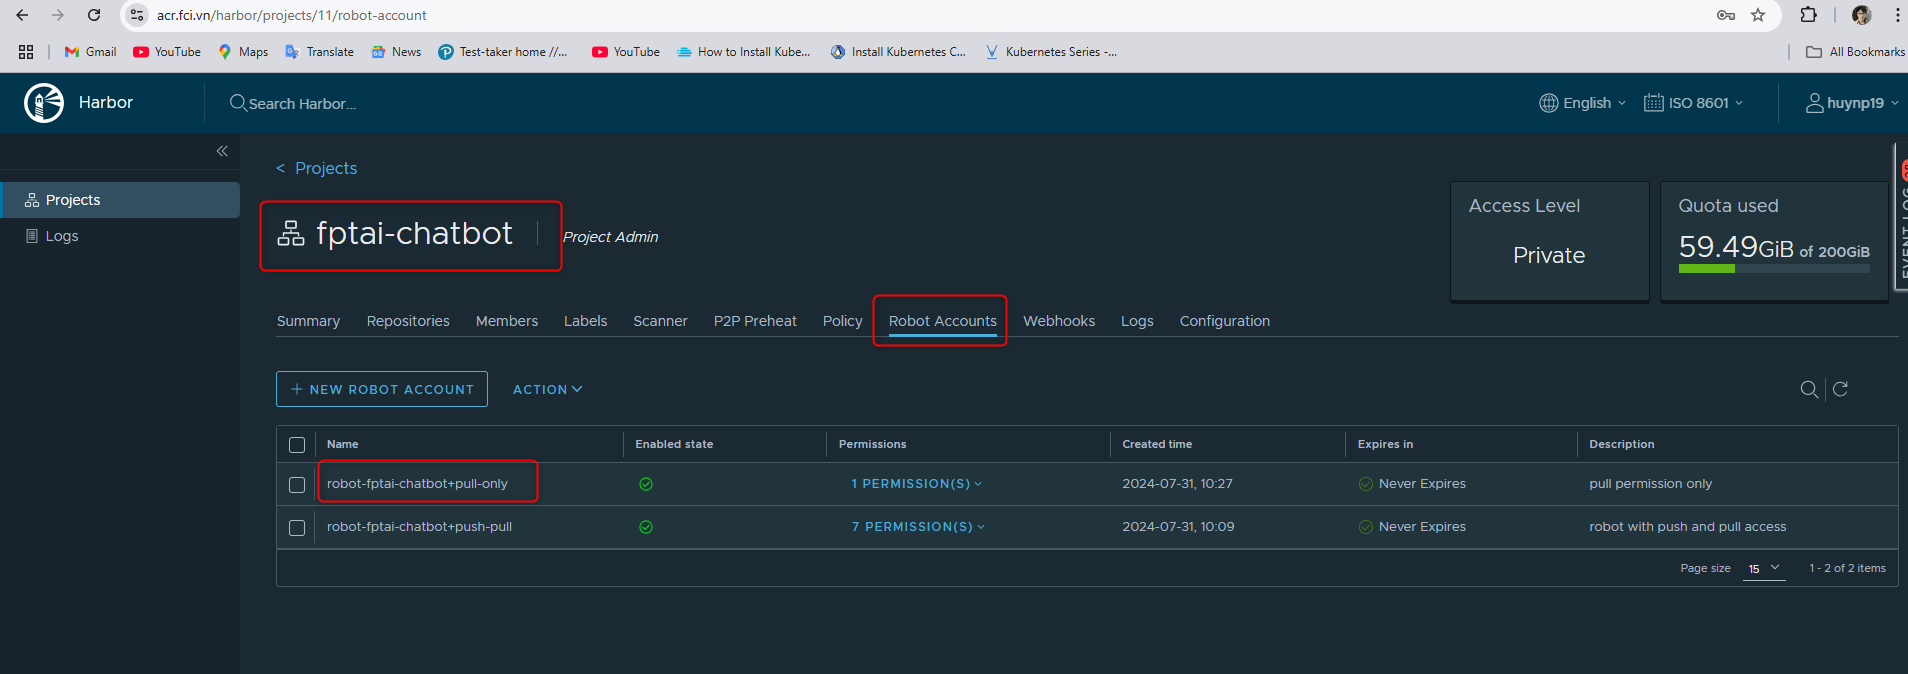 acr.fci.vn/harbor/projects/11/robot-account
Gmail YouTube Maps Translate News Test-taker home //... YouTube How to Install Kube... Install Kubernetes C... Kubernetes Series -... All Bookmarks
Harbor Search Harbor... English ISO 8601 huynp19
< Projects
Projects
Logs
fptai-chatbot Project Admin
Access Level
Private
Quota used
59.49GiB of 200GiB
EVENT LOG
Summary Repositories Members Labels Scanner P2P Preheat Policy Robot Accounts Webhooks Logs Configuration
+ NEW ROBOT ACCOUNT ACTION
Name Enabled state Permissions Created time Expires in Description
robot-fptai-chatbot+pull-only 1 PERMISSION(S) 2024-07-31, 10:27 Never Expires pull permission only
robot-fptai-chatbot+push-pull 7 PERMISSION(S) 2024-07-31, 10:09 Never Expires robot with push and pull access
Page size 15 1 - 2 of 2 items